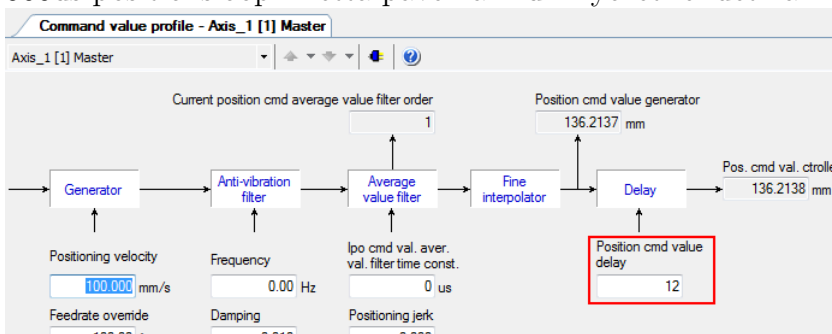 Command value profile - Axis_1 [1] Master
Axis_1 [1] Master
Current position cmd average value filter order
1
Position cmd value generator
136.2137 mm
Generator
Anti-vibration
filter
Average
value filter
Fine
interpolator
Delay
Pos. cmd val. ctrolle
136.2138 mm
Positioning velocity
100.000 mm/s
Frequency
0.00 Hz
Ipo cmd val. aver.
val. filter time const.
0 us
Position cmd value
delay
12
Feedrate override
Damping
Positioning jerk